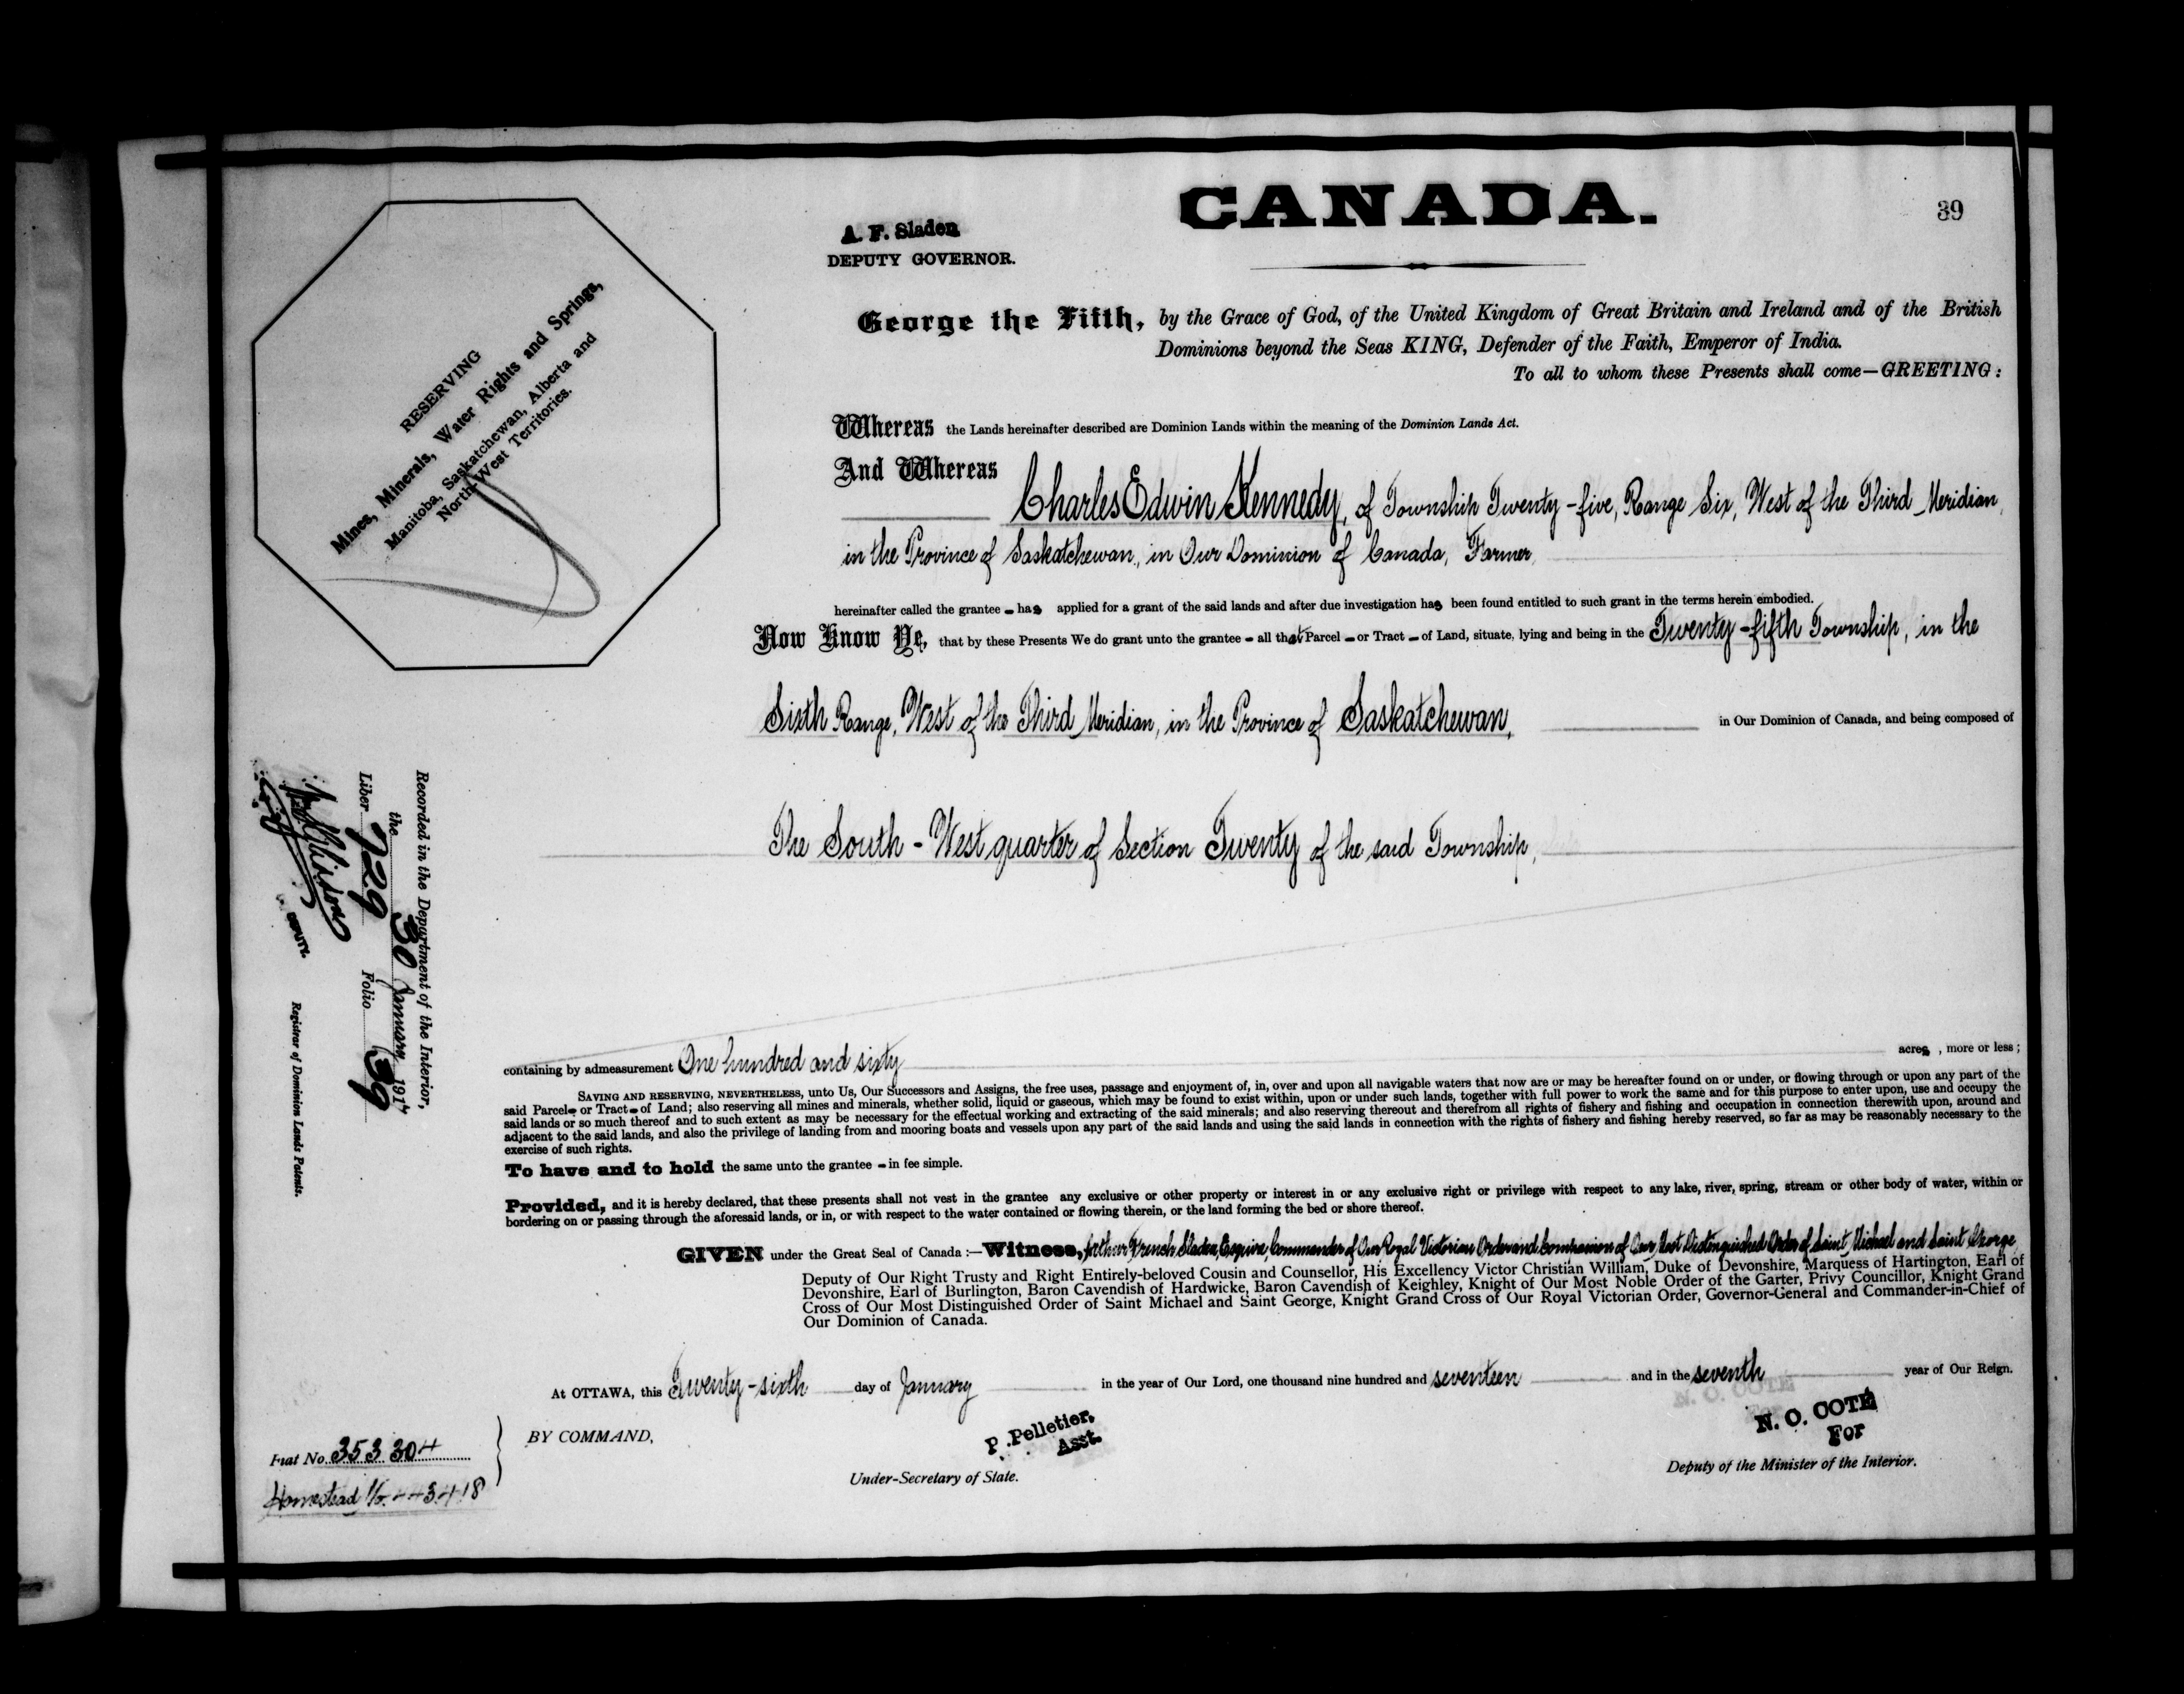 CANADA.
39
A. F. Sladen
DEPUTY GOVERNOR.
RESERVING
Mines, Minerals, Water Rights and Springs,
Manitoba, Saskatchewan, Alberta and
North-West Territories.
George the Fifth, by the Grace of God, of the United Kingdom of Great Britain and Ireland and of the British
Dominions beyond the Seas KING, Defender of the Faith, Emperor of India.
To all to whom these Presents shall come—GREETING:
Whereas the Lands hereinafter described are Dominion Lands within the meaning of the Dominion Lands Act.
And Whereas
Charles Edwin Kennedy, of Township Twenty-five, Range Six, West of the Third Meridian,
in the Province of Saskatchewan, in Our Dominion of Canada, Farmer,
hereinafter called the grantee - has applied for a grant of the said lands and after due investigation has been found entitled to such grant in the terms herein embodied.
Now Know Ye, that by these Presents We do grant unto the grantee - all that Parcel - or Tract - of Land, situate, lying and being in the Twenty-fifth Township, in the
Sixth Range, West of the Third Meridian, in the Province of Saskatchewan, in Our Dominion of Canada, and being composed of
The South-West quarter of Section Twenty of the said Township,
containing by admeasurement One hundred and sixty acres, more or less;
SAVING AND RESERVING, NEVERTHELESS, unto Us, Our Successors and Assigns, the free uses, passage and enjoyment of, in, over and upon all navigable waters that now are or may be hereafter found on or under, or flowing through or upon any part of the
said Parcel - or Tract - of Land; also reserving all mines and minerals, whether solid, liquid or gaseous, which may be found to exist within, upon or under such lands, together with full power to work the same and for this purpose to enter upon, use and occupy the
said lands or so much thereof and to such extent as may be necessary for the effectual working and extracting of the said minerals; and also reserving thereout and therefrom all rights of fishery and fishing and occupation in connection therewith upon, around and
adjacent to the said lands, and also the privilege of landing from and mooring boats and vessels upon any part of the said lands and using the said lands in connection with the rights of fishery and fishing hereby reserved, so far as may be reasonably necessary to the
exercise of such rights.
To have and to hold the same unto the grantee - in fee simple.
Provided, and it is hereby declared, that these presents shall not vest in the grantee any exclusive or other property or interest in or any exclusive right or privilege with respect to any lake, river, spring, stream or other body of water, within or
bordering on or passing through the aforesaid lands, or in, or with respect to the water contained or flowing therein, or the land forming the bed or shore thereof.
GIVEN under the Great Seal of Canada:—Witness, Arthur French Sladen, Esquire, Commander of Our Royal Victorian Order and Companion of Our Most Distinguished Order of Saint Michael and Saint George,
Deputy of Our Right Trusty and Right Entirely-beloved Cousin and Counsellor, His Excellency Victor Christian William, Duke of Devonshire, Marquess of Hartington, Earl of
Devonshire, Earl of Burlington, Baron Cavendish of Hardwicke, Baron Cavendish of Keighley, Knight of Our Most Noble Order of the Garter, Privy Councillor, Knight Grand
Cross of Our Most Distinguished Order of Saint Michael and Saint George, Knight Grand Cross of Our Royal Victorian Order, Governor-General and Commander-in-Chief of
Our Dominion of Canada.
At OTTAWA, this Twenty-sixth day of January in the year of Our Lord, one thousand nine hundred and seventeen and in the seventh year of Our Reign.
BY COMMAND,
P. Pelletier,
Asst.
Under-Secretary of State.
N. O. COTÉ
For
N. O. COTÉ
For
Deputy of the Minister of the Interior.
Recorded in the Department of the Interior,
the 30 January 1917
Liber 729 Folio 39
DEPUTY.
Registrar of Dominion Lands Patents.
Fiat No. 353304
Homestead